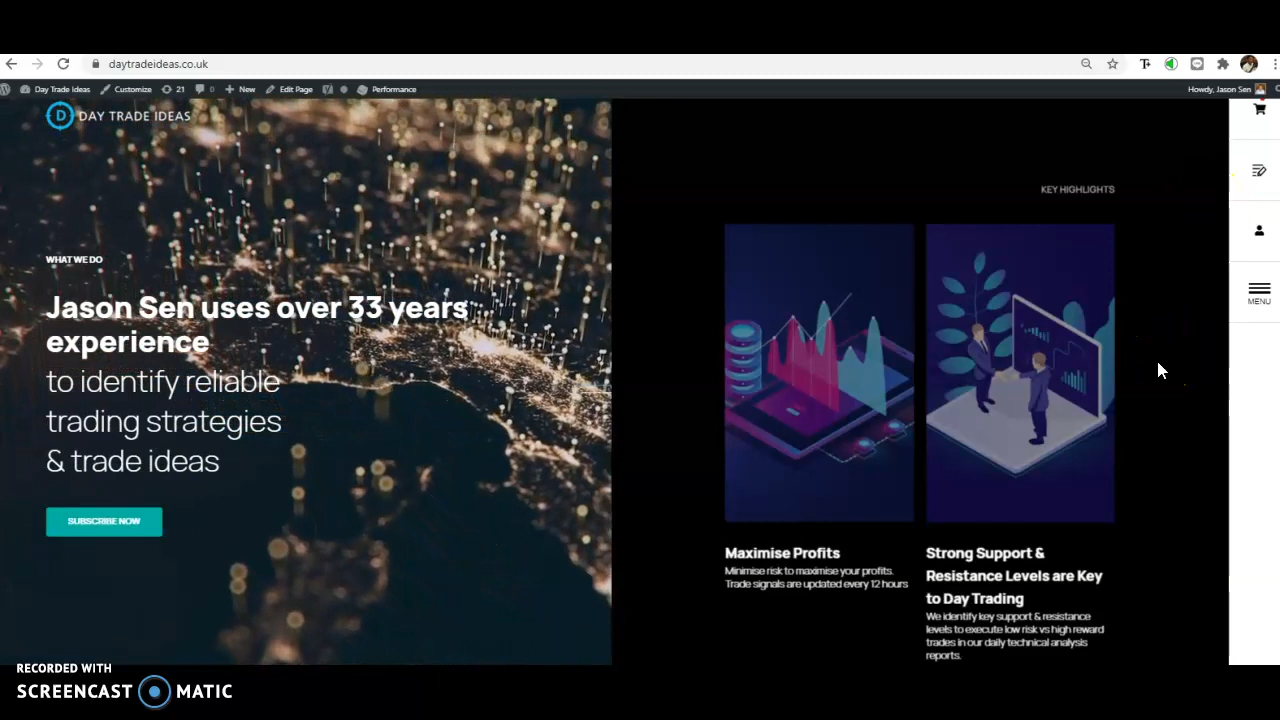 daytradeideas.co.uk
Day Trade Ideas
Customize
21
0
New
Edit Page
Performance
Howdy, Jason Sen
D DAY TRADE IDEAS
WHAT WE DO
Jason Sen uses over 33 years
experience
to identify reliable
trading strategies
& trade ideas
SUBSCRIBE NOW
KEY HIGHLIGHTS
Maximise Profits
Minimise risk to maximise your profits.
Trade signals are updated every 12 hours
Strong Support &
Resistance Levels are Key
to Day Trading
We identify key support & resistance
levels to execute low risk vs high reward
trades in our daily technical analysis
reports.
MENU
RECORDED WITH
SCREENCAST MATIC